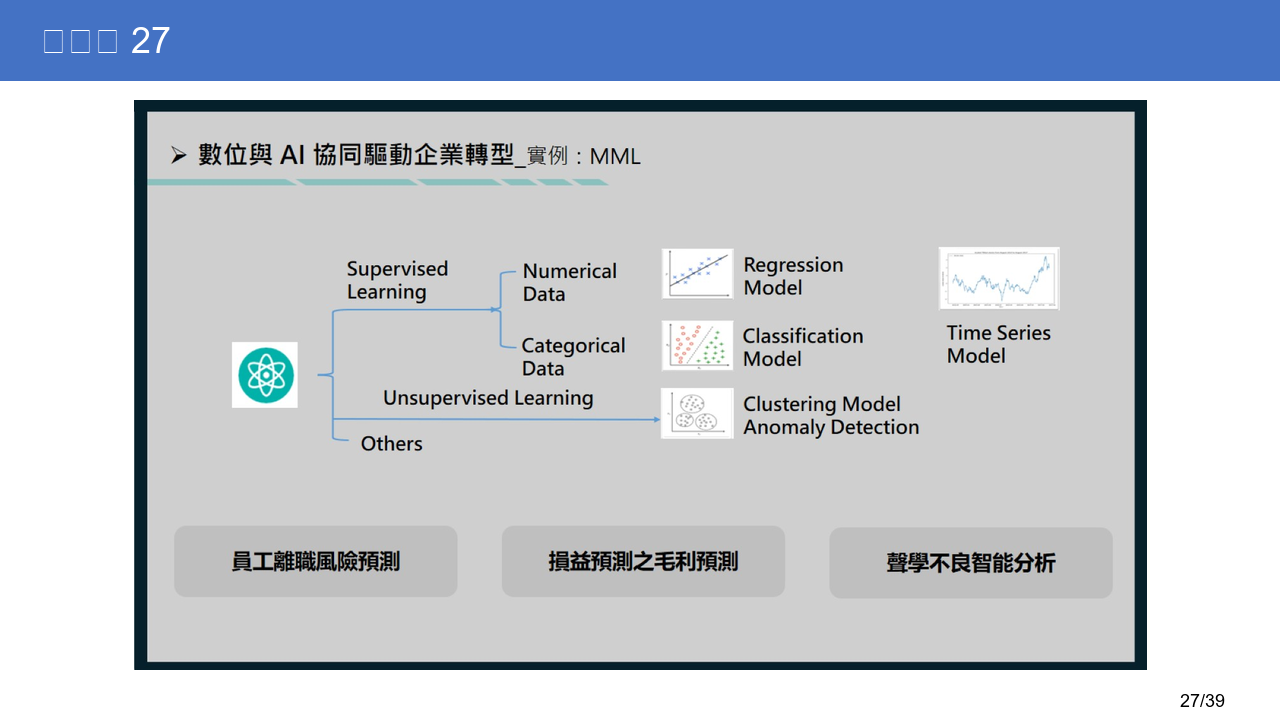 27
➢ 數位與 AI 協同驅動企業轉型_實例：MML
Supervised
Learning
Numerical
Data
Categorical
Data
Unsupervised Learning
Others
Regression
Model
Classification
Model
Clustering Model
Anomaly Detection
Time Series
Model
員工離職風險預測
損益預測之毛利預測
聲學不良智能分析
27/39